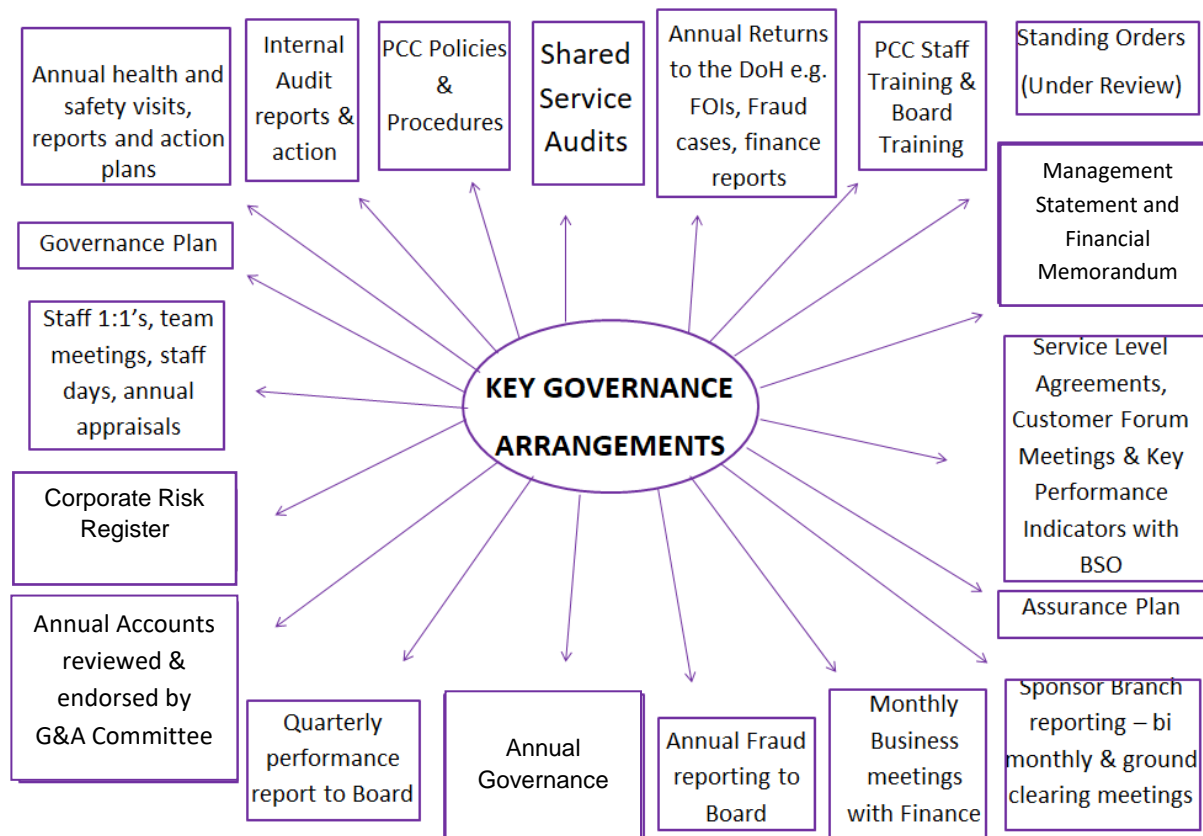 Annual health and
safety visits,
reports and action
plans
Internal
Audit
reports &
action
PCC Policies
&
Procedures
Shared
Service
Audits
Annual Returns
to the DoH e.g.
FOIs, Fraud
cases, finance
reports
PCC Staff
Training &
Board
Training
Standing Orders
(Under Review)
Management
Statement and
Financial
Memorandum
Governance Plan
Staff 1:1’s, team
meetings, staff
days, annual
appraisals
KEY GOVERNANCE
ARRANGEMENTS
Service Level
Agreements,
Customer Forum
Meetings & Key
Performance
Indicators with
BSO
Corporate Risk
Register
Assurance Plan
Annual Accounts
reviewed &
endorsed by
G&A Committee
Quarterly
performance
report to Board
Annual
Governance
Annual Fraud
reporting to
Board
Monthly
Business
meetings
with Finance
Sponsor Branch
reporting – bi
monthly & ground
clearing meetings